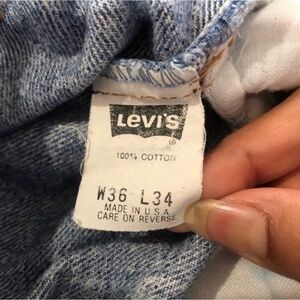 LEVI'S
®
100% COTTON
W36 L34
MADE IN U.S.A
CARE ON REVERSE